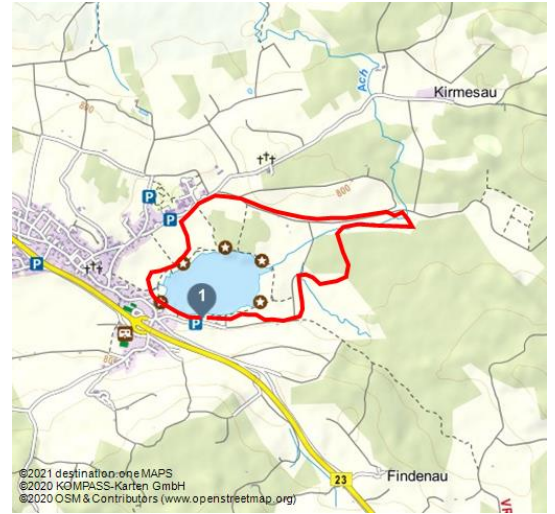 Kirmesau
Ach
800
P
P
P
1
P
800
23
Findenau
VR
©2021 destination.one MAPS
©2020 KOMPASS-Karten GmbH
©2020 OSM & Contributors (www.openstreetmap.org)